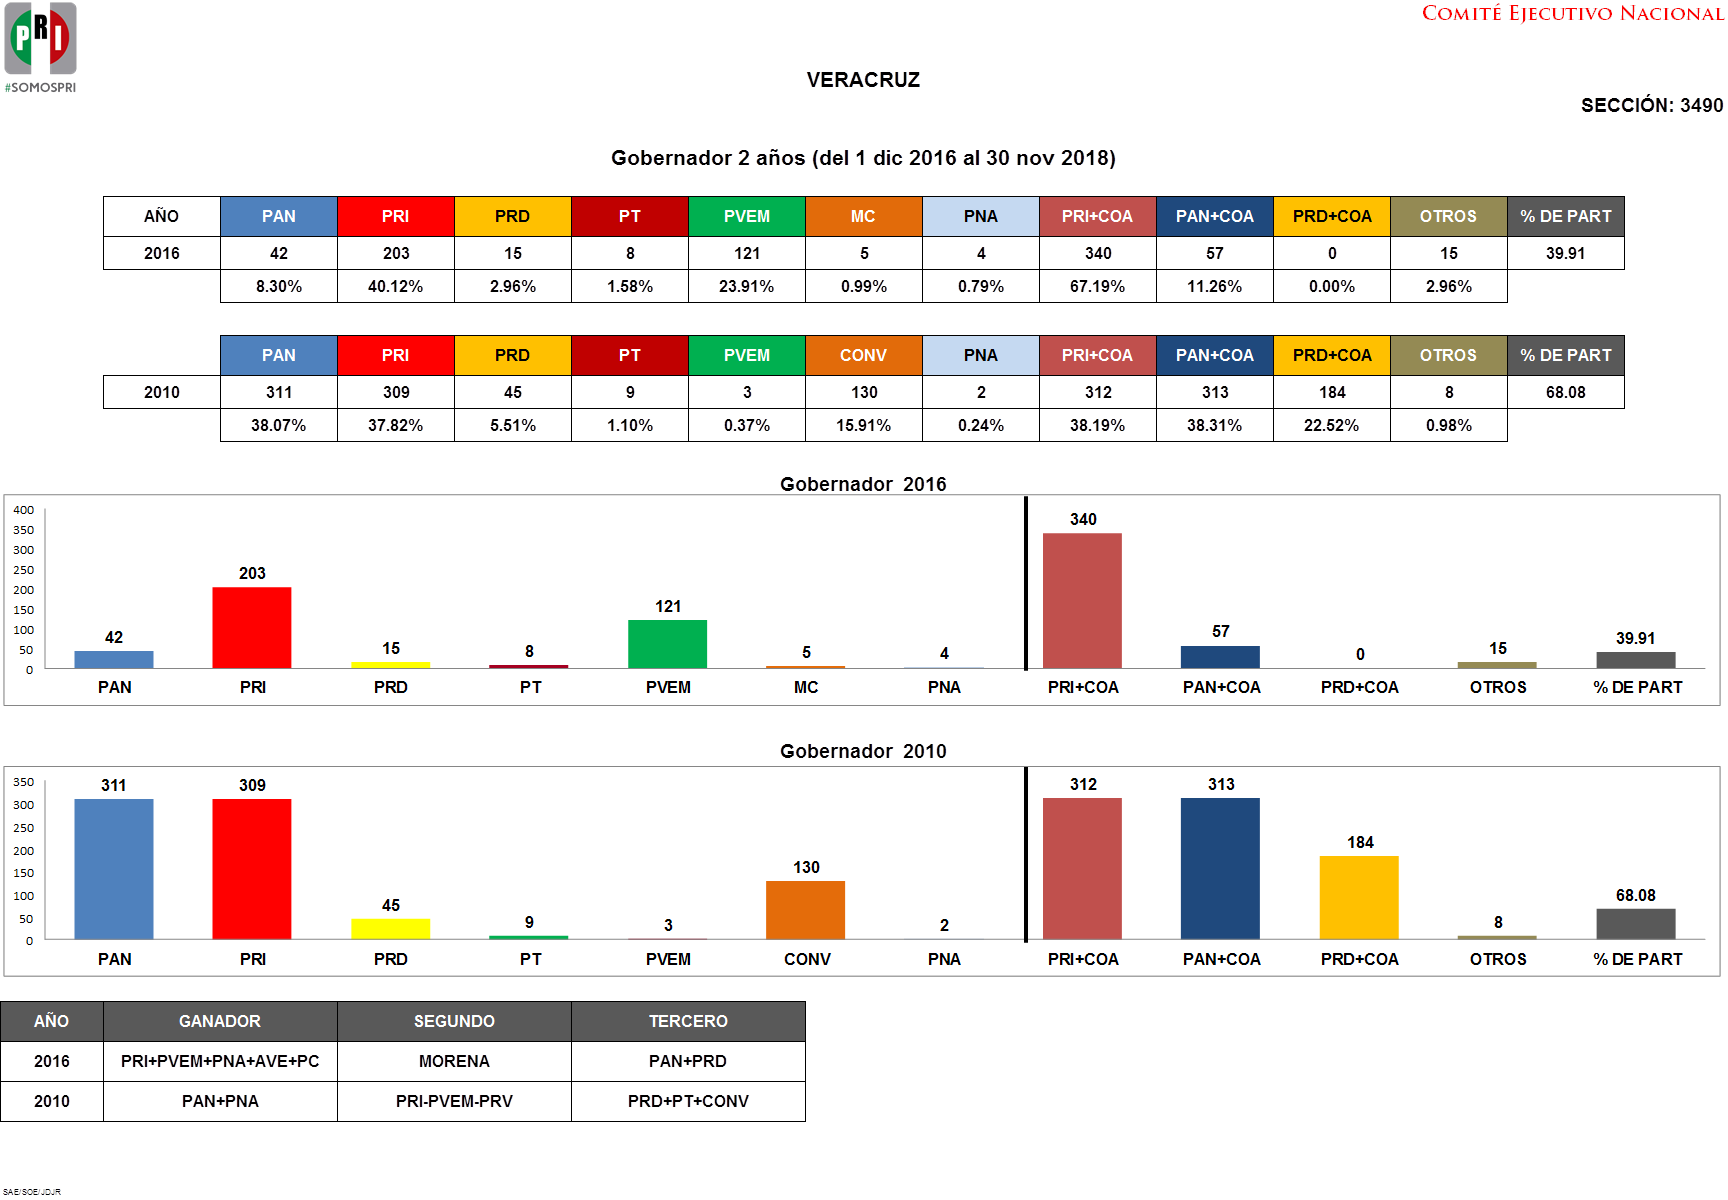 PRI
#SOMOSPRI
COMITÉ EJECUTIVO NACIONAL
VERACRUZ
SECCIÓN: 3490
Gobernador 2 años (del 1 dic 2016 al 30 nov 2018)
AÑO PAN PRI PRD PT PVEM MC PNA PRI+COA PAN+COA PRD+COA OTROS % DE PART
2016 42 203 15 8 121 5 4 340 57 0 15 39.91
8.30% 40.12% 2.96% 1.58% 23.91% 0.99% 0.79% 67.19% 11.26% 0.00% 2.96%
PAN PRI PRD PT PVEM CONV PNA PRI+COA PAN+COA PRD+COA OTROS % DE PART
2010 311 309 45 9 3 130 2 312 313 184 8 68.08
38.07% 37.82% 5.51% 1.10% 0.37% 15.91% 0.24% 38.19% 38.31% 22.52% 0.98%
Gobernador 2016
400
350
300
250
200
150
100
50
0
42 203 15 8 121 5 4 340 57 0 15 39.91
PAN PRI PRD PT PVEM MC PNA PRI+COA PAN+COA PRD+COA OTROS % DE PART
Gobernador 2010
350
300
250
200
150
100
50
0
311 309 45 9 3 130 2 312 313 184 8 68.08
PAN PRI PRD PT PVEM CONV PNA PRI+COA PAN+COA PRD+COA OTROS % DE PART
AÑO GANADOR SEGUNDO TERCERO
2016 PRI+PVEM+PNA+AVE+PC MORENA PAN+PRD
2010 PAN+PNA PRI-PVEM-PRV PRD+PT+CONV
SAE/SOE/JDJR